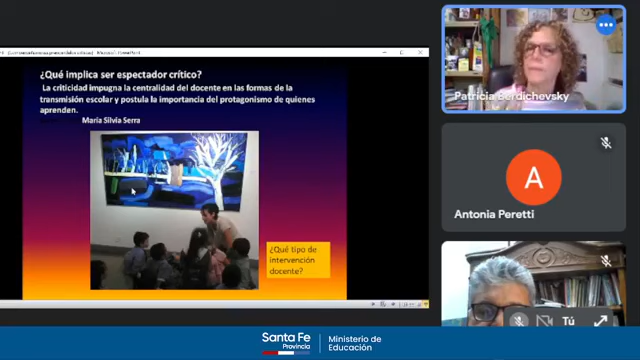 ¿Qué implica ser espectador crítico?
La criticidad impugna la centralidad del docente en las formas de la
transmisión escolar y postula la importancia del protagonismo de quienes
aprenden.
María Silvia Serra
¿Qué tipo de
intervención
docente?
Patricia Berdichevsky
A
Antonia Peretti
Tú
Santa Fe
Provincia
Ministerio de
Educación